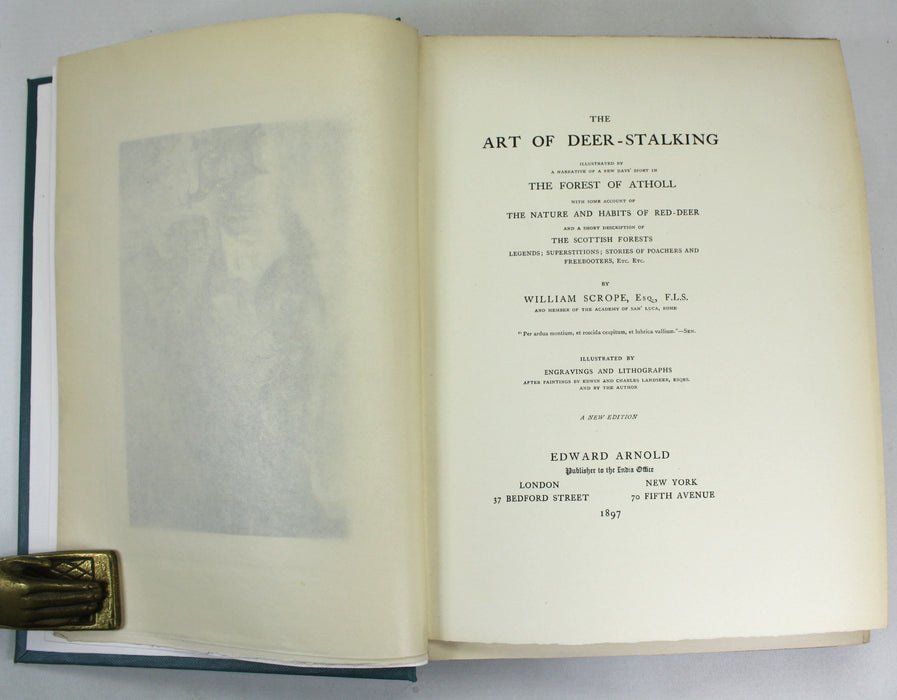 THE
ART OF DEER-STALKING
ILLUSTRATED BY
A NARRATIVE OF A FEW DAYS' SPORT IN
THE FOREST OF ATHOLL
WITH SOME ACCOUNT OF
THE NATURE AND HABITS OF RED-DEER
AND A SHORT DESCRIPTION OF
THE SCOTTISH FORESTS
LEGENDS; SUPERSTITIONS; STORIES OF POACHERS AND
FREEBOOTERS, Etc. Etc.
BY
WILLIAM SCROPE, Esq., F.L.S.
AND MEMBER OF THE ACADEMY OF SAN' LUCA, ROME
"Per ardua montium, et roscida cespitum, et lubrica vallium."—Sen.
ILLUSTRATED BY
ENGRAVINGS AND LITHOGRAPHS
AFTER PAINTINGS BY EDWIN AND CHARLES LANDSEER, ESQRS.
AND BY THE AUTHOR
A NEW EDITION
EDWARD ARNOLD
Publisher to the India Office
LONDON NEW YORK
37 BEDFORD STREET 70 FIFTH AVENUE
1897